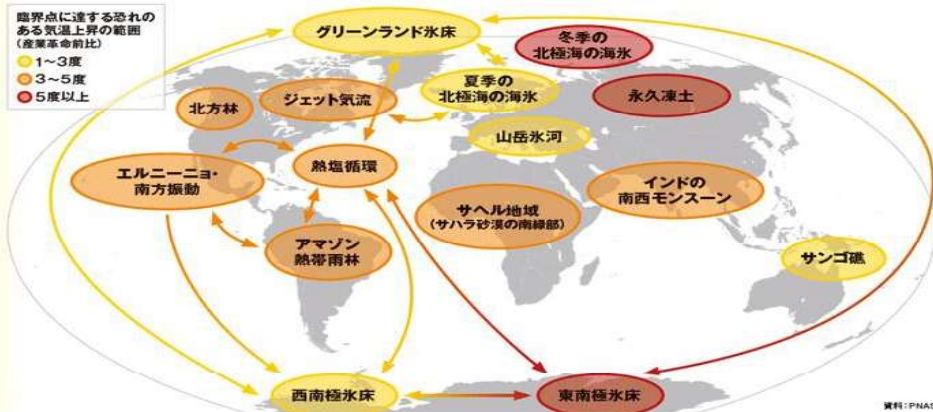 臨界点に達する恐れの
ある気温上昇の範囲
(産業革命前比)
1〜3度
3〜5度
5度以上
グリーンランド氷床
冬季の
北極海の海氷
夏季の
北極海の海氷
永久凍土
北方林
ジェット気流
山岳氷河
エルニーニョ・
南方振動
熱塩循環
サヘル地域
(サハラ砂漠の南縁部)
インドの
南西モンスーン
アマゾン
熱帯雨林
サンゴ礁
西南極氷床
東南極氷床
資料:PNAS